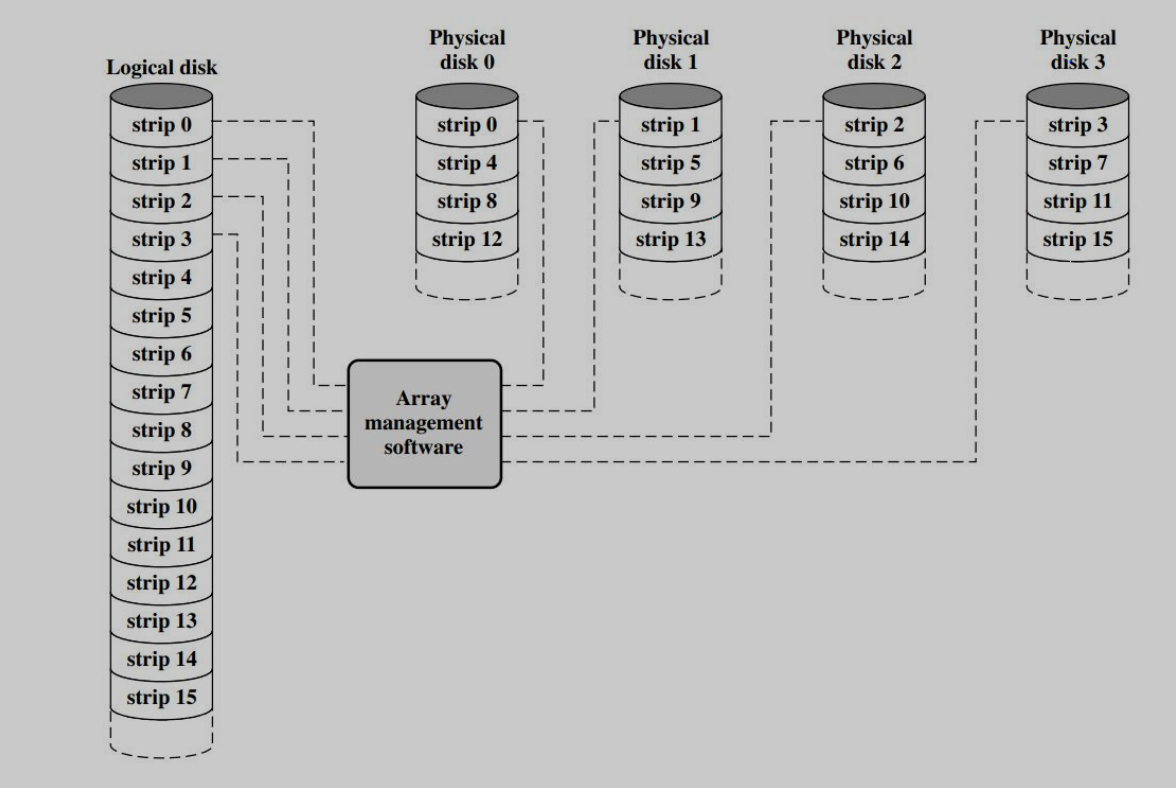 Logical disk
strip 0
strip 1
strip 2
strip 3
strip 4
strip 5
strip 6
strip 7
strip 8
strip 9
strip 10
strip 11
strip 12
strip 13
strip 14
strip 15
Physical
disk 0
strip 0
strip 4
strip 8
strip 12
Physical
disk 1
strip 1
strip 5
strip 9
strip 13
Physical
disk 2
strip 2
strip 6
strip 10
strip 14
Physical
disk 3
strip 3
strip 7
strip 11
strip 15
Array
management
software